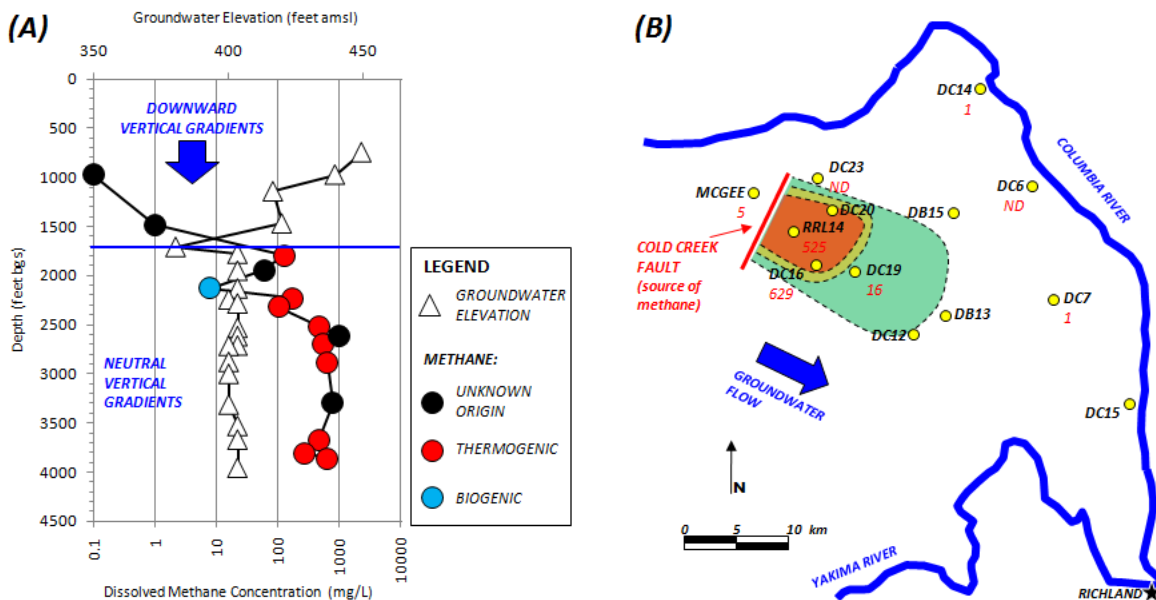 (A)
Groundwater Elevation (feet amsl)
350 400 450
Depth (feet bgs)
0
500
1000
1500
2000
2500
3000
3500
4000
4500
DOWNWARD
VERTICAL GRADIENTS
NEUTRAL
VERTICAL
GRADIENTS
0.1 1 10 100 1000 10000
Dissolved Methane Concentration (mg/L)
LEGEND
GROUNDWATER
ELEVATION
METHANE:
UNKNOWN
ORIGIN
THERMOGENIC
BIOGENIC
(B)
DC14
1
COLUMBIA RIVER
DC23
ND
MCGEE
5
DC20
DC6
ND
DB15
RRL14
525
COLD CREEK
FAULT
(source of
methane)
DC16
629
DC19
16
DC7
1
DB13
DC12
GROUNDWATER
FLOW
DC15
N
0 5 10 km
YAKIMA RIVER
RICHLAND